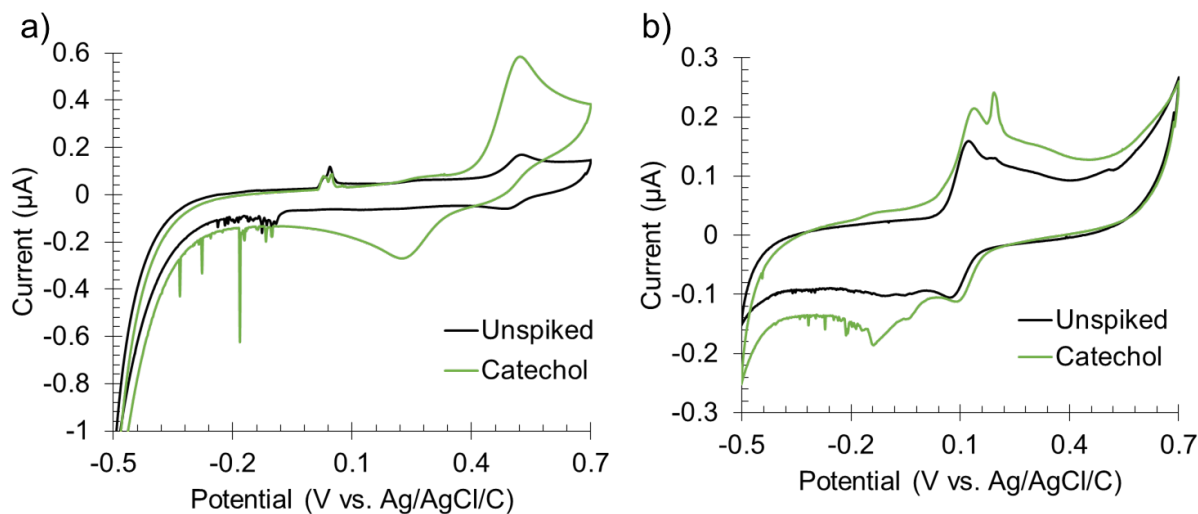 a)
0.6
0.4
0.2
0
-0.2
-0.4
-0.6
-0.8
-1
Current (µA)
Unspiked
Catechol
-0.5
-0.2
0.1
0.4
0.7
Potential (V vs. Ag/AgCl/C)
b)
0.3
0.2
0.1
0
-0.1
-0.2
-0.3
Current (µA)
Unspiked
Catechol
-0.5
-0.2
0.1
0.4
0.7
Potential (V vs. Ag/AgCl/C)